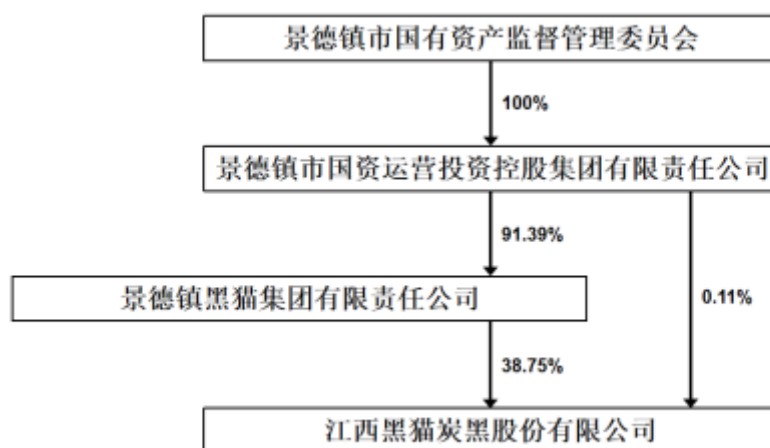 景德镇市国有资产监督管理委员会
100%
景德镇市国资运营投资控股集团有限责任公司
91.39%
景德镇黑猫集团有限责任公司
0.11%
38.75%
江西黑猫炭黑股份有限公司